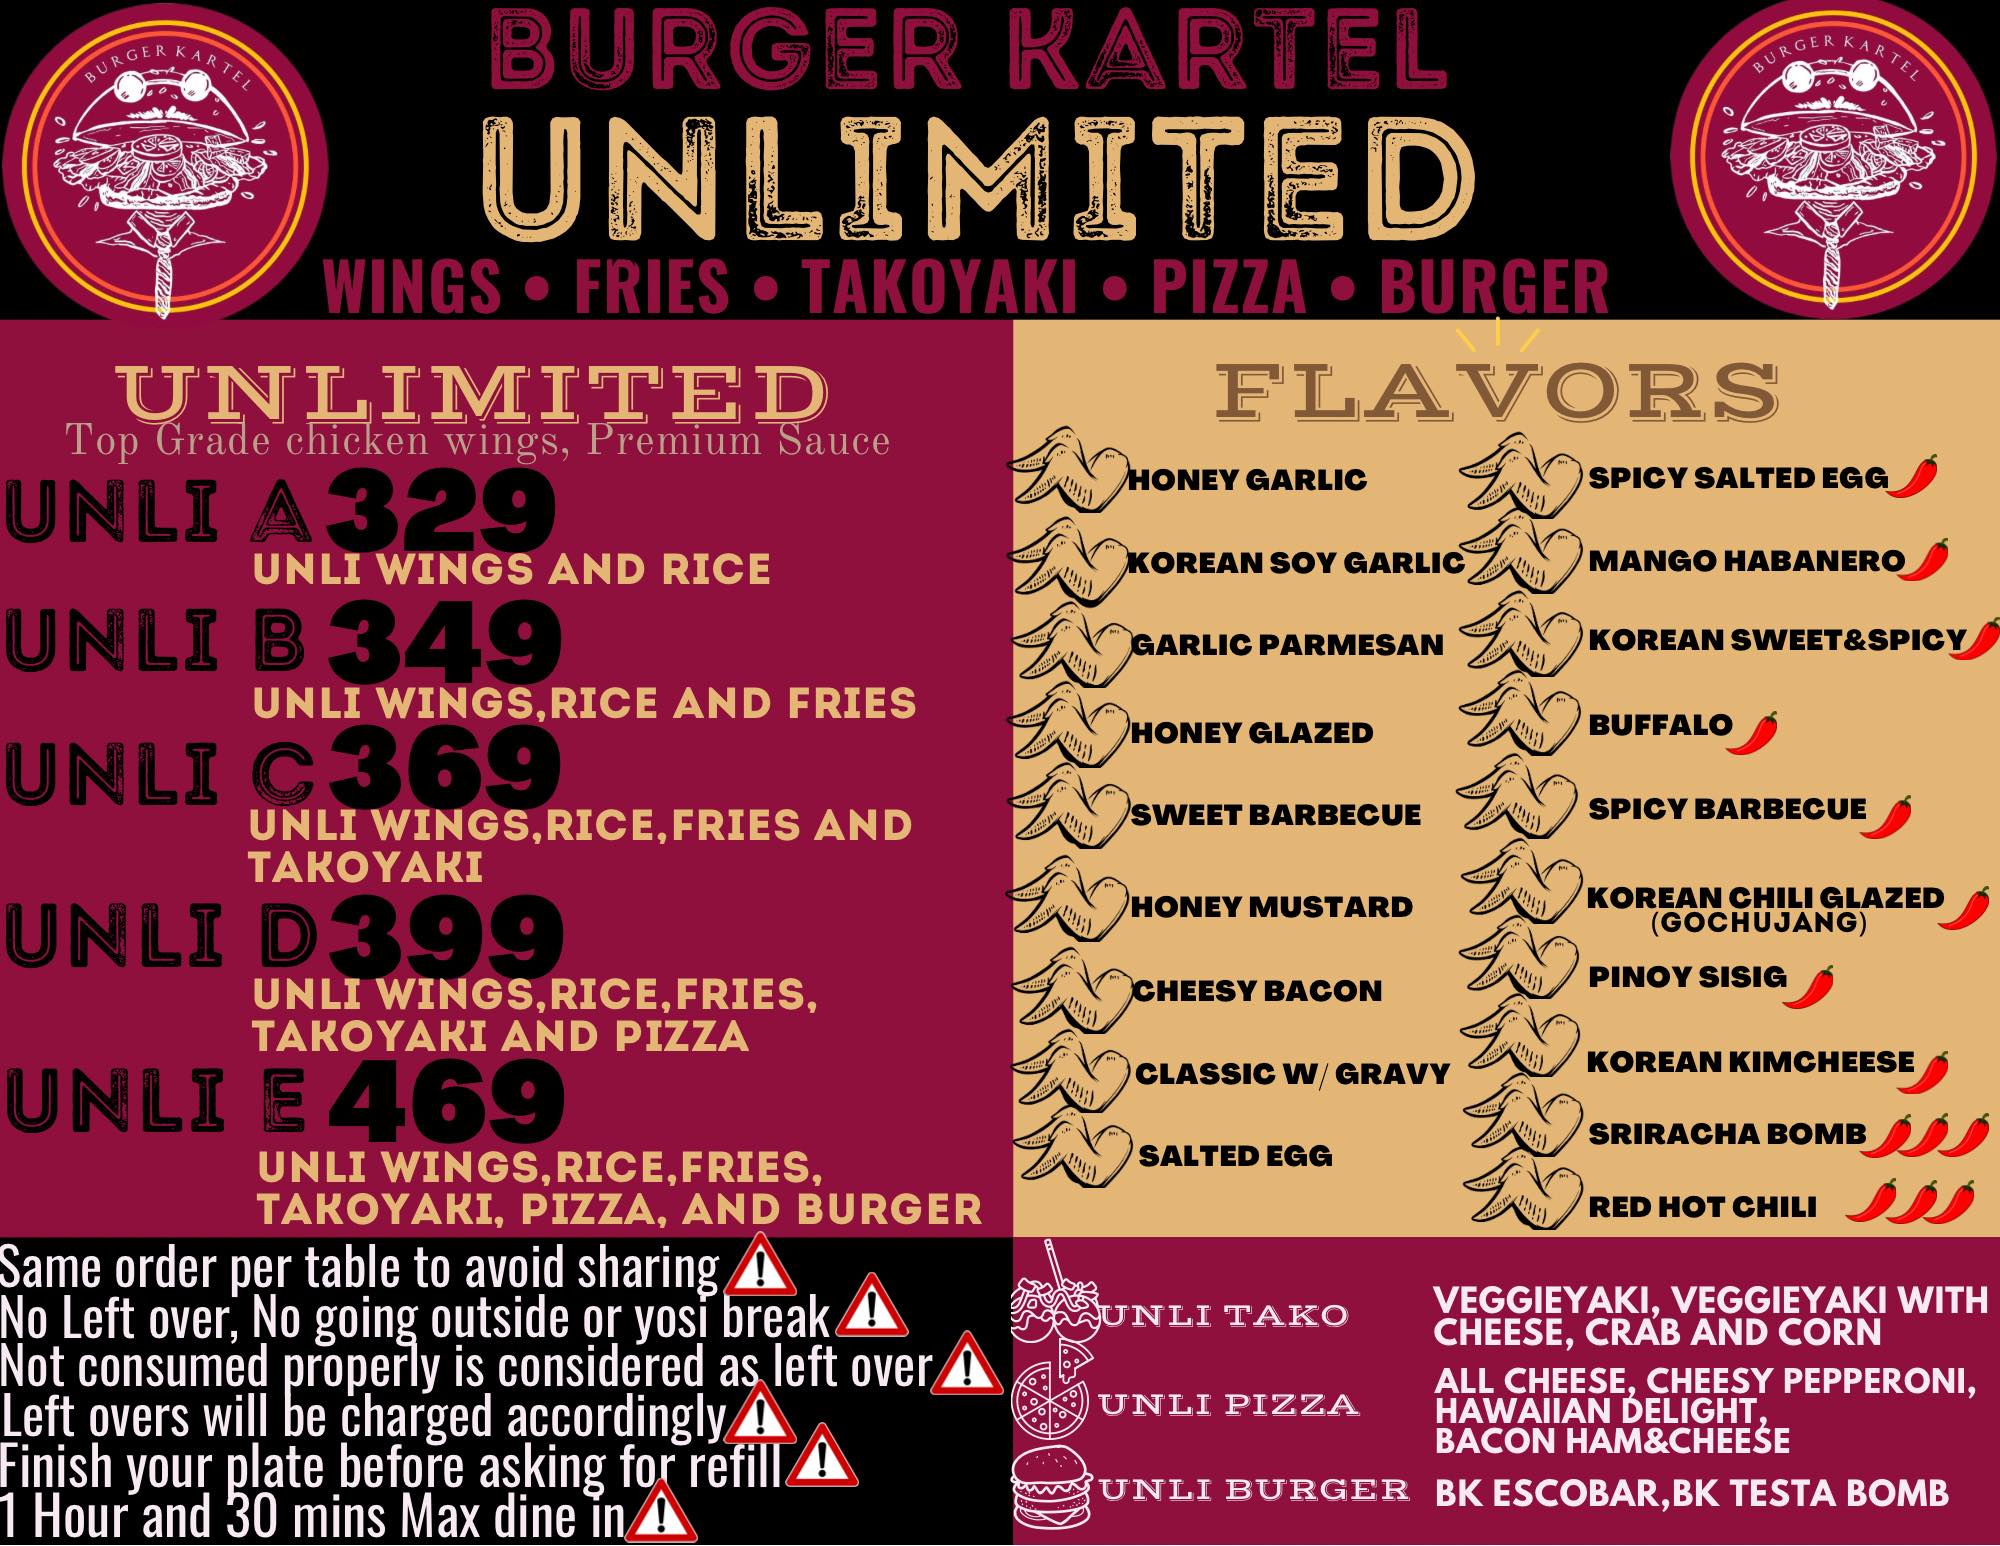 BURGER KARTEL
BURGER KARTEL
UNLIMITED
WINGS • FRIES • TAKOYAKI • PIZZA • BURGER
BURGER KARTEL
UNLIMITED
Top Grade chicken wings, Premium Sauce
UNLI A 329
UNLI WINGS AND RICE
UNLI B 349
UNLI WINGS,RICE AND FRIES
UNLI C 369
UNLI WINGS,RICE,FRIES AND
TAKOYAKI
UNLI D 399
UNLI WINGS,RICE,FRIES,
TAKOYAKI AND PIZZA
UNLI E 469
UNLI WINGS,RICE,FRIES,
TAKOYAKI, PIZZA, AND BURGER
FLAVORS
HONEY GARLIC
KOREAN SOY GARLIC
GARLIC PARMESAN
HONEY GLAZED
SWEET BARBECUE
HONEY MUSTARD
CHEESY BACON
CLASSIC W/ GRAVY
SALTED EGG
SPICY SALTED EGG
MANGO HABANERO
KOREAN SWEET&SPICY
BUFFALO
SPICY BARBECUE
KOREAN CHILI GLAZED
(GOCHUJANG)
PINOY SISIG
KOREAN KIMCHEESE
SRIRACHA BOMB
RED HOT CHILI
Same order per table to avoid sharing
No Left over, No going outside or yosi break
Not consumed properly is considered as left over
Left overs will be charged accordingly
Finish your plate before asking for refill
1 Hour and 30 mins Max dine in
UNLI TAKO
VEGGIEYAKI, VEGGIEYAKI WITH
CHEESE, CRAB AND CORN
UNLI PIZZA
ALL CHEESE, CHEESY PEPPERONI,
HAWAIIAN DELIGHT,
BACON HAM&CHEESE
UNLI BURGER
BK ESCOBAR,BK TESTA BOMB